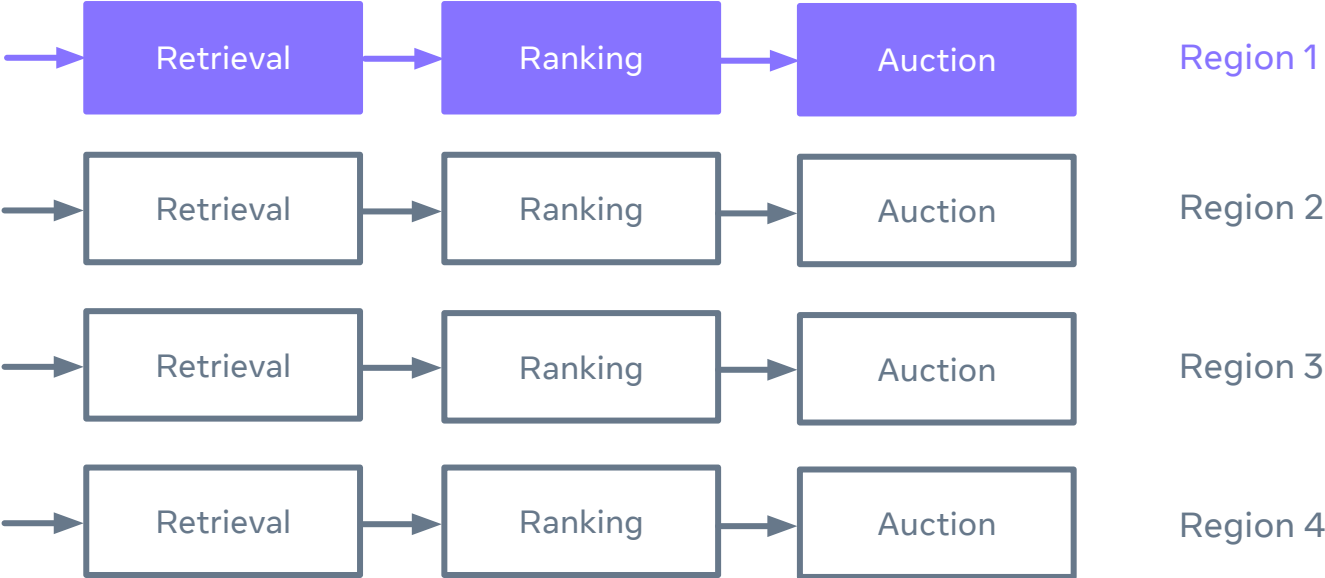 Retrieval Ranking Auction Region 1
Retrieval Ranking Auction Region 2
Retrieval Ranking Auction Region 3
Retrieval Ranking Auction Region 4